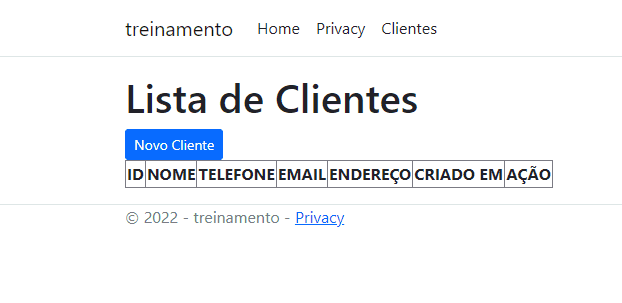 treinamento Home Privacy Clientes
Lista de Clientes
Novo Cliente
ID NOME TELEFONE EMAIL ENDEREÇO CRIADO EM AÇÃO
© 2022 - treinamento - Privacy